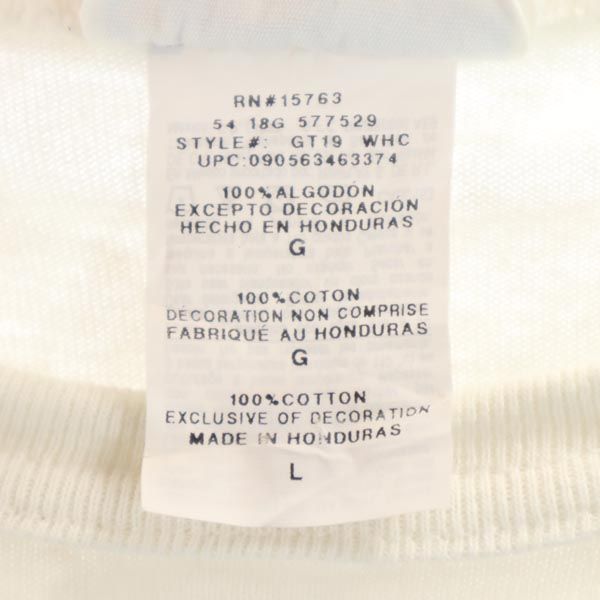 RN#15763
54 18G 577529
STYLE#: GT19 WHC
UPC:090563463374
100%ALGODÓN
EXCEPTO DECORACIÓN
HECHO EN HONDURAS
G
100%COTON
DÉCORATION NON COMPRISE
FABRIQUÉ AU HONDURAS
G
100%COTTON
EXCLUSIVE OF DECORATION
MADE IN HONDURAS
L